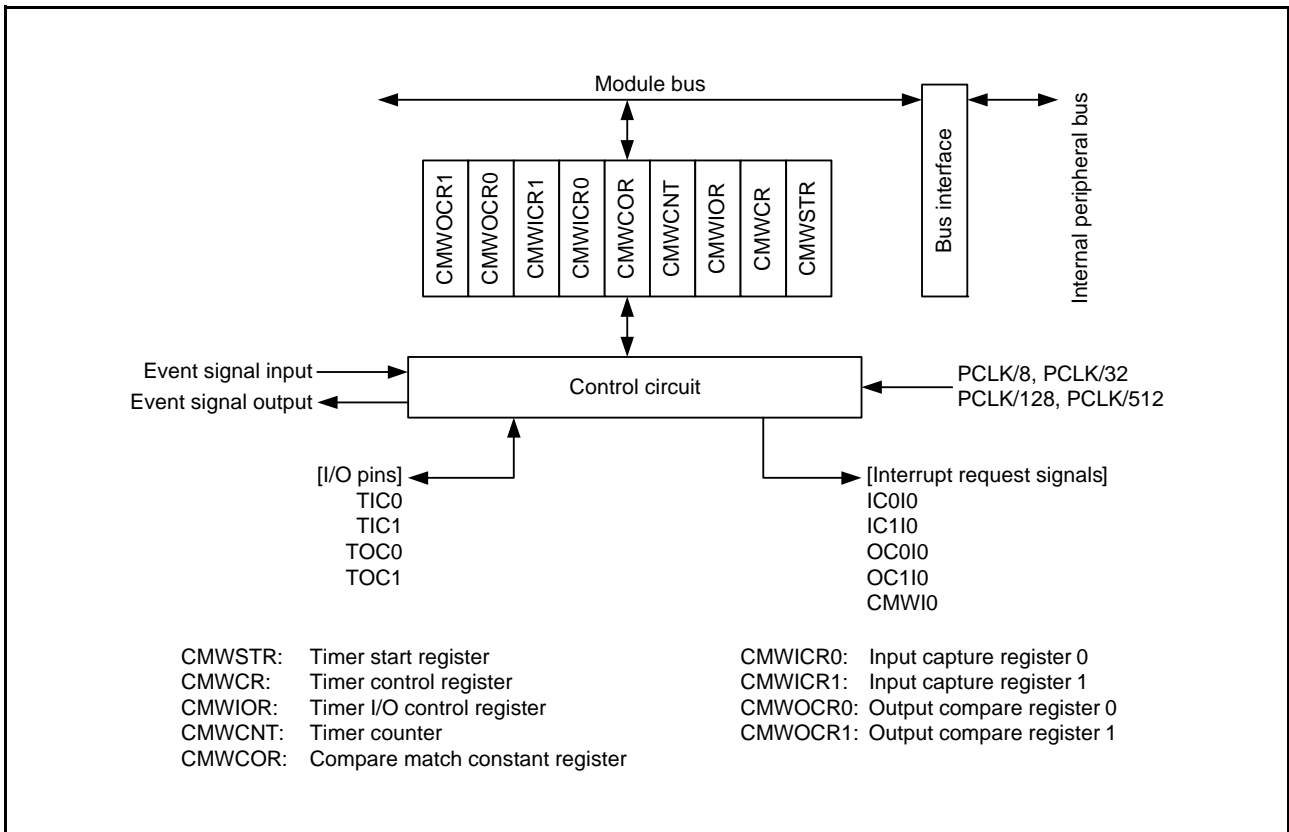 Module bus
CMWOCR1
CMWOCR0
CMWICR1
CMWICR0
CMWCOR
CMWCNT
CMWIOR
CMWCR
CMWSTR
Bus interface
Internal peripheral bus
Event signal input
Event signal output
Control circuit
PCLK/8, PCLK/32
PCLK/128, PCLK/512
[I/O pins]
TIC0
TIC1
TOC0
TOC1
[Interrupt request signals]
IC0I0
IC1I0
OC0I0
OC1I0
CMWI0
CMWSTR: Timer start register
CMWCR: Timer control register
CMWIOR: Timer I/O control register
CMWCNT: Timer counter
CMWCOR: Compare match constant register
CMWICR0: Input capture register 0
CMWICR1: Input capture register 1
CMWOCR0: Output compare register 0
CMWOCR1: Output compare register 1